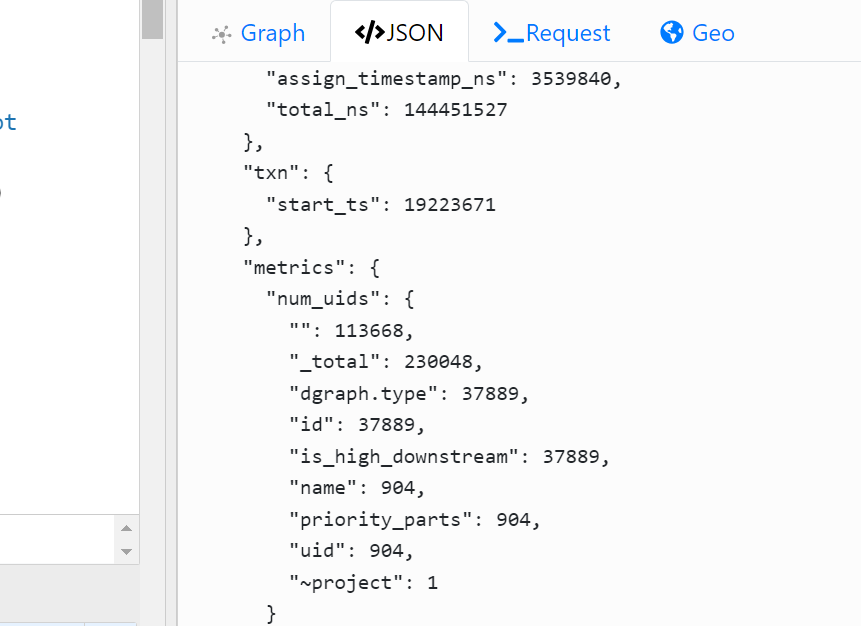 Graph </>JSON >_Request Geo
"assign_timestamp_ns": 3539840,
"total_ns": 144451527
},
ot
"txn": {
"start_ts": 19223671
},
"metrics": {
"num_uids": {
"": 113668,
"_total": 230048,
"dgraph.type": 37889,
"id": 37889,
"is_high_downstream": 37889,
"name": 904,
"priority_parts": 904,
"uid": 904,
"~project": 1
}